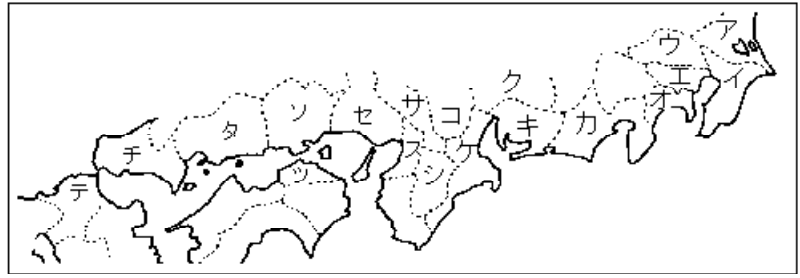 ア
ウ
エ
イ
オ
ク
カ
キ
サ
コ
ケ
ソ
セ
ス
シ
タ
チ
ツ
テ